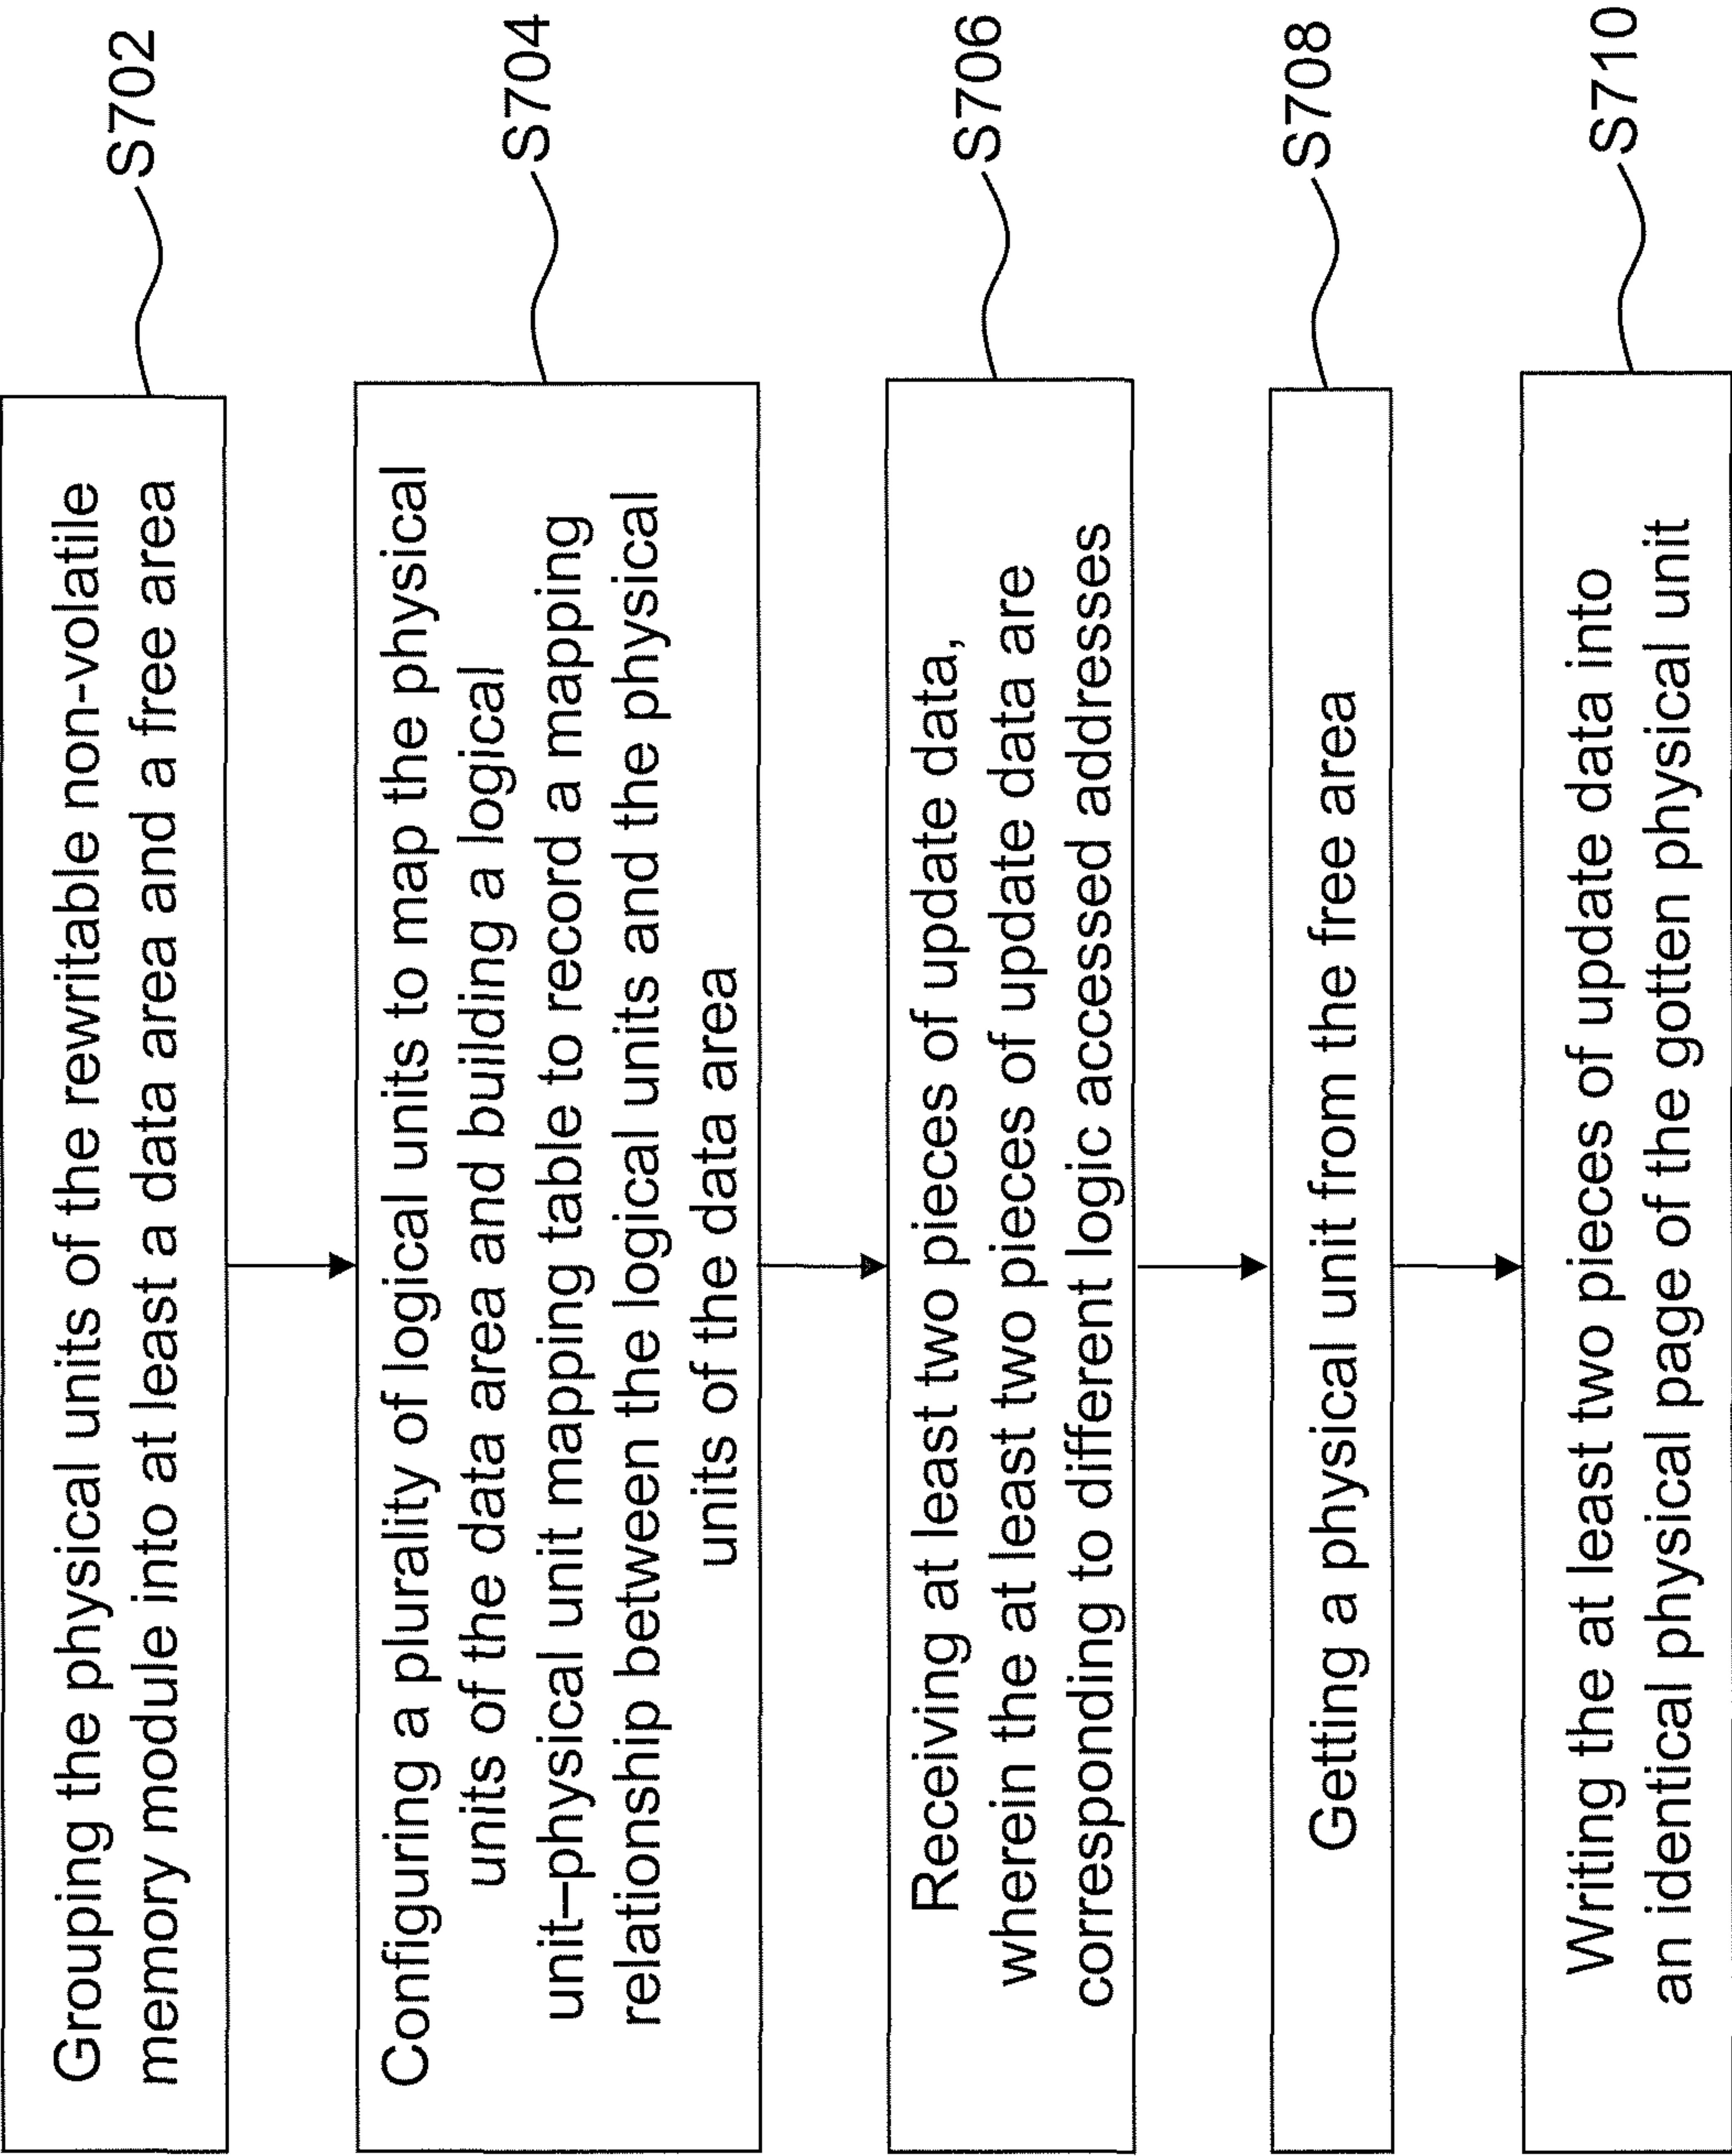 Grouping the physical units of the rewritable non-volatile
memory module into at least a data area and a free area
S702
Configuring a plurality of logical units to map the physical
units of the data area and building a logical
unit–physical unit mapping table to record a mapping
relationship between the logical units and the physical
units of the data area
S704
Receiving at least two pieces of update data,
wherein the at least two pieces of update data are
corresponding to different logic accessed addresses
S706
Getting a physical unit from the free area
S708
Writing the at least two pieces of update data into
an identical physical page of the gotten physical unit
S710